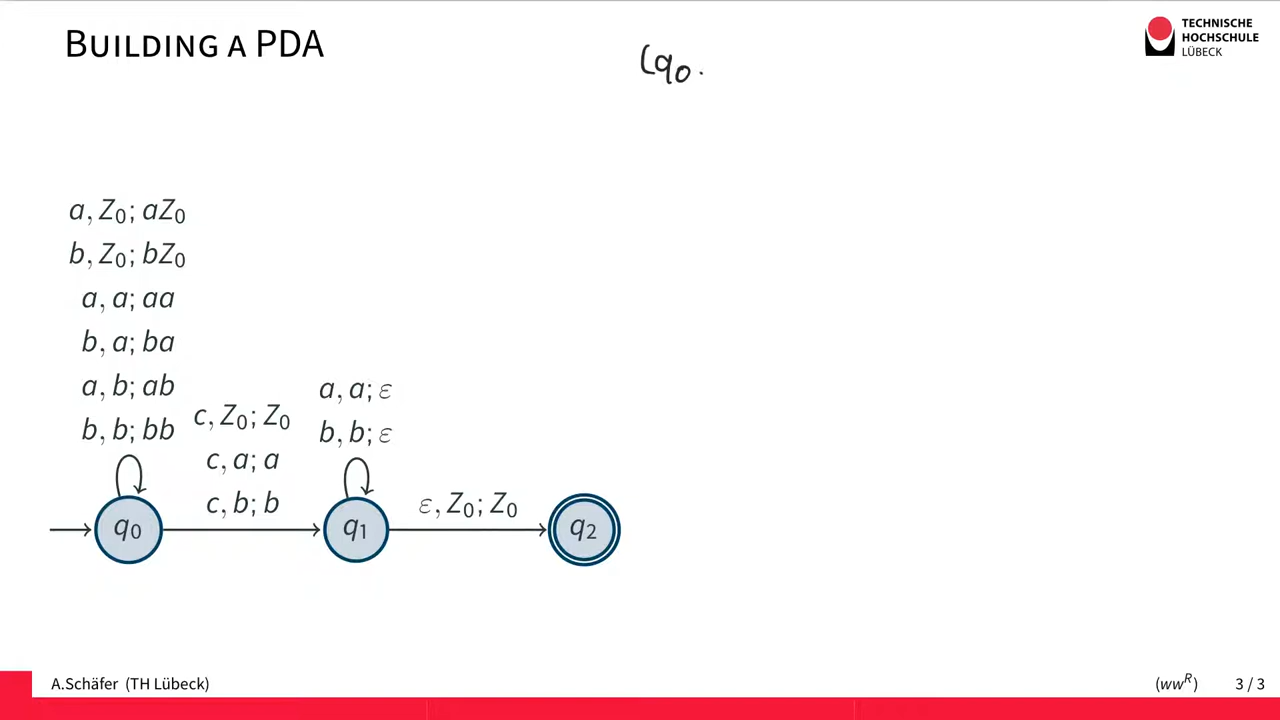 BUILDING A PDA
(q₀.
TECHNISCHE
HOCHSCHULE
LÜBECK
a, Z₀; aZ₀
b, Z₀; bZ₀
a, a; aa
b, a; ba
a, b; ab
b, b; bb
c, Z₀; Z₀
c, a; a
c, b; b
a, a; ε
b, b; ε
ε, Z₀; Z₀
q₀
q₁
q₂
A.Schäfer (TH Lübeck)
(wwᴿ)
3 / 3